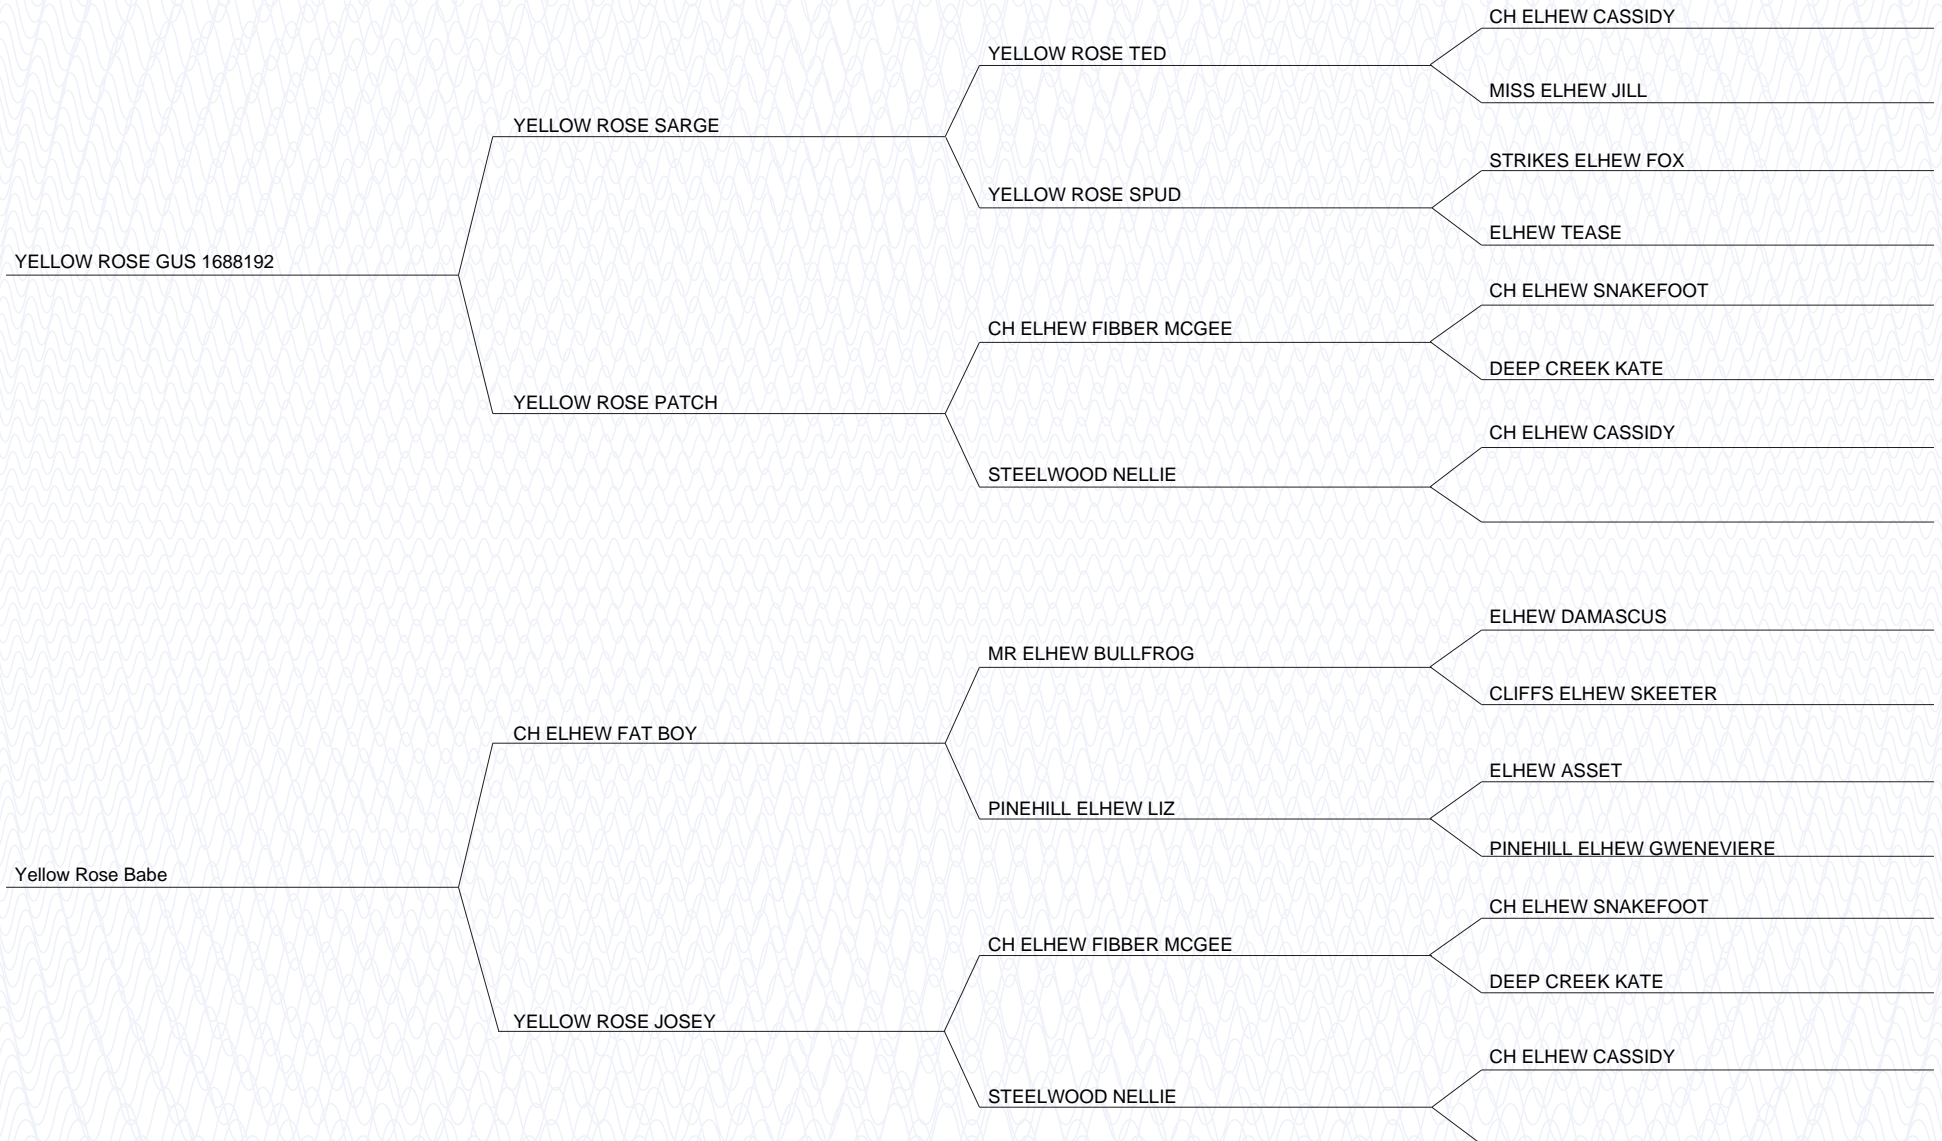 CH ELHEW CASSIDY
YELLOW ROSE TED
MISS ELHEW JILL
YELLOW ROSE SARGE
STRIKES ELHEW FOX
YELLOW ROSE SPUD
ELHEW TEASE
YELLOW ROSE GUS 1688192
CH ELHEW SNAKEFOOT
CH ELHEW FIBBER MCGEE
DEEP CREEK KATE
YELLOW ROSE PATCH
CH ELHEW CASSIDY
STEELWOOD NELLIE
ELHEW DAMASCUS
MR ELHEW BULLFROG
CLIFFS ELHEW SKEETER
CH ELHEW FAT BOY
ELHEW ASSET
PINEHILL ELHEW LIZ
PINEHILL ELHEW GWENEVIERE
Yellow Rose Babe
CH ELHEW SNAKEFOOT
CH ELHEW FIBBER MCGEE
DEEP CREEK KATE
YELLOW ROSE JOSEY
CH ELHEW CASSIDY
STEELWOOD NELLIE